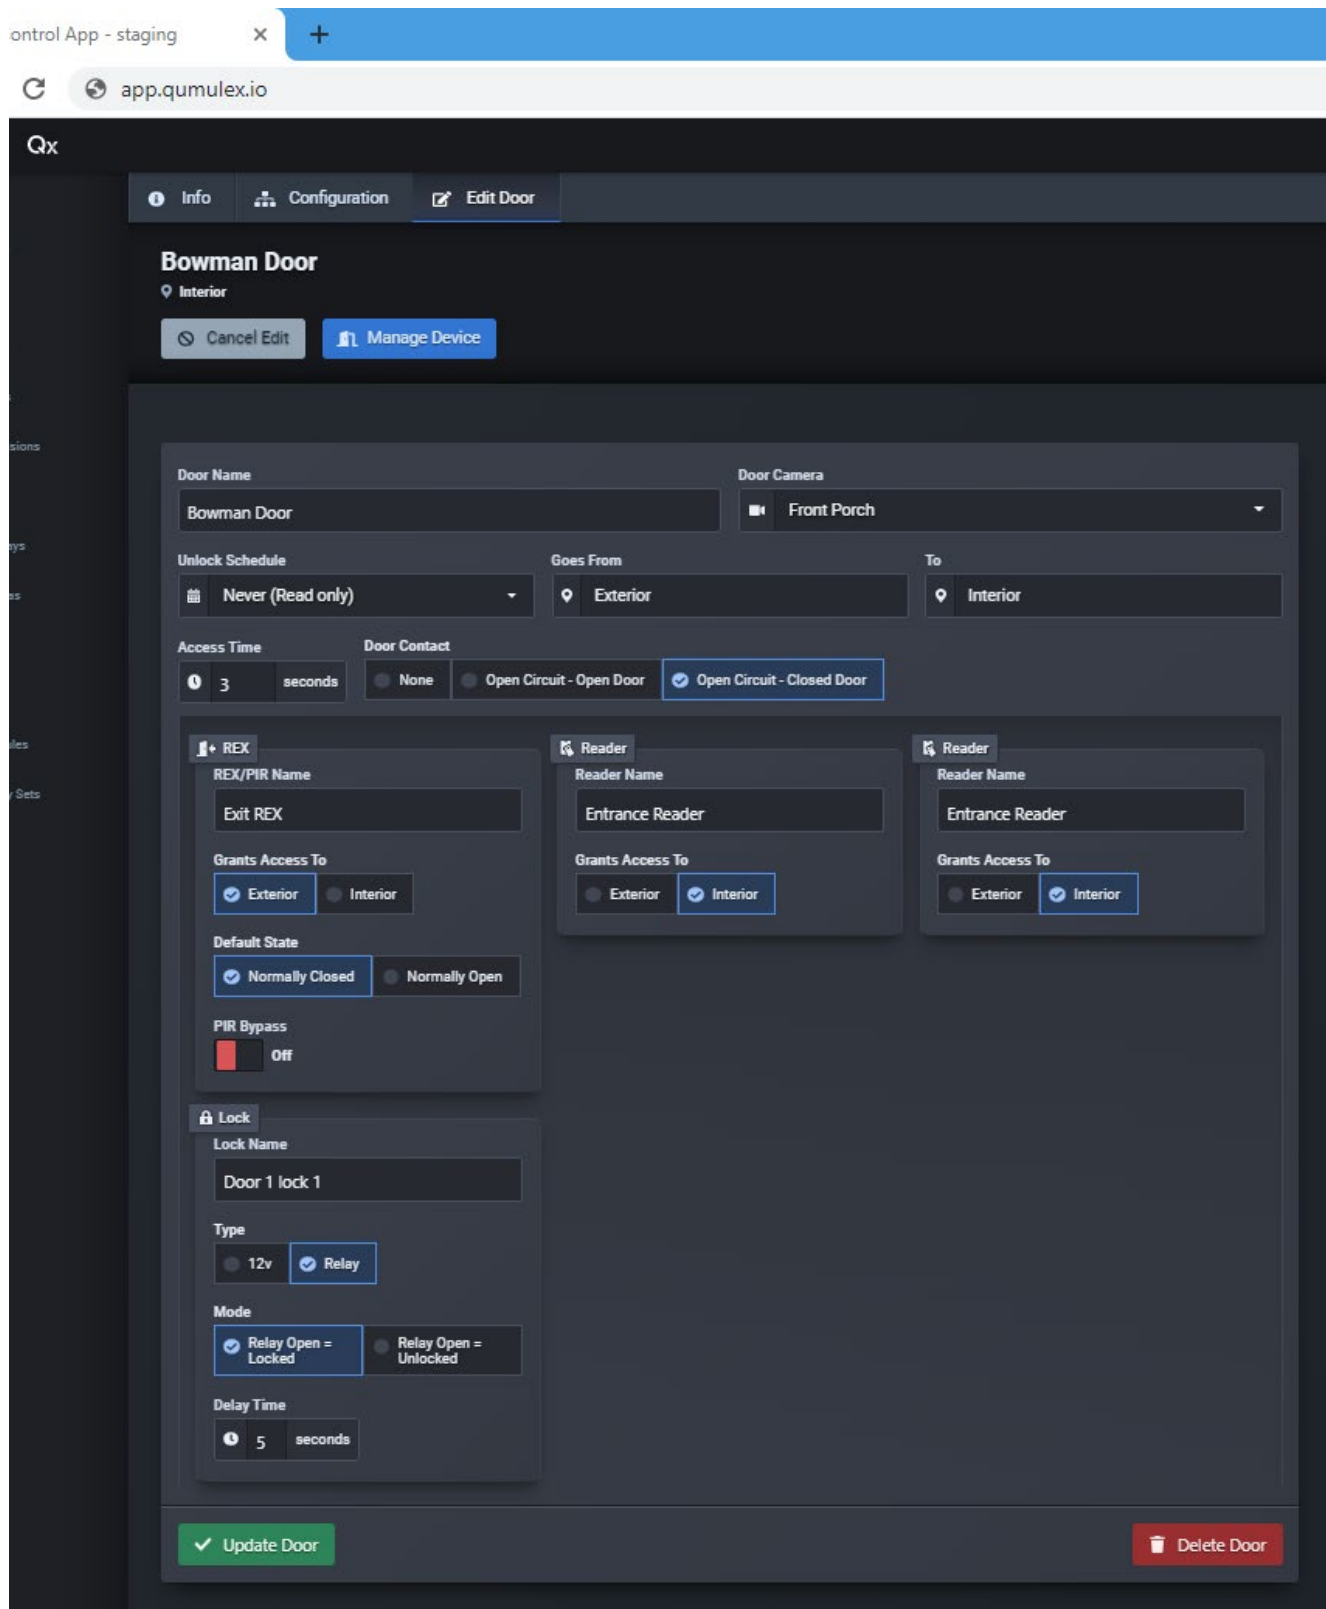 ontrol App - staging
app.qumulex.io
Qx
Info Configuration Edit Door
Bowman Door
Interior
Cancel Edit Manage Device
sions
ays
ss
ules
y Sets
Door Name Door Camera
Bowman Door Front Porch
Unlock Schedule Goes From To
Never (Read only) Exterior Interior
Access Time Door Contact
3 seconds None Open Circuit - Open Door Open Circuit - Closed Door
REX Reader Reader
REX/PIR Name Reader Name Reader Name
Exit REX Entrance Reader Entrance Reader
Grants Access To Grants Access To Grants Access To
Exterior Interior Exterior Interior Exterior Interior
Default State
Normally Closed Normally Open
PIR Bypass
Off
Lock
Lock Name
Door 1 lock 1
Type
12v Relay
Mode
Relay Open = Relay Open =
Locked Unlocked
Delay Time
5 seconds
Update Door Delete Door